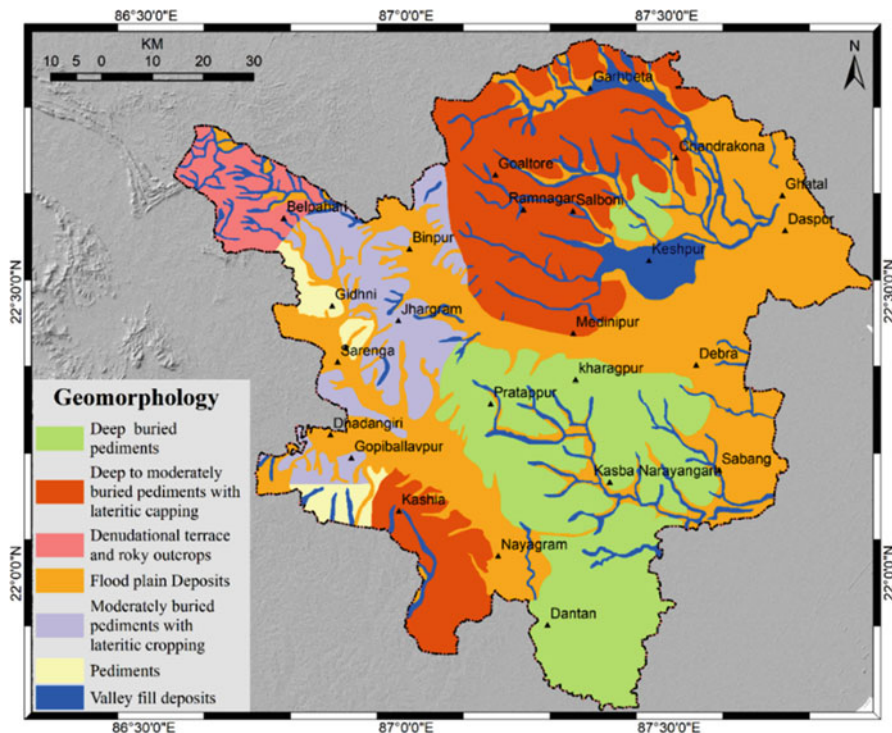 86°30'0"E 87°0'0"E 87°30'0"E
KM
10 5 0 10 20 30
N
Garhbeta
Chandrakona
Goaltore
Ghatal
Belpahari
Ramnagar
Salboni
Daspor
Binpur
Keshpur
22°30'0"N
22°30'0"N
Gidhni
Jhargram
Medinipur
Sarenga
Debra
kharagpur
Pratappur
Dhadangiri
Gopiballavpur
Sabang
Kasba
Narayangarh
Kashia
Nayagram
22°0'0"N
22°0'0"N
Dantan
Geomorphology
Deep buried
pediments
Deep to moderately
buried pediments with
lateritic capping
Denudational terrace
and roky outcrops
Flood plain Deposits
Moderately buried
pediments with
lateritic cropping
Pediments
Valley fill deposits
86°30'0"E 87°0'0"E 87°30'0"E